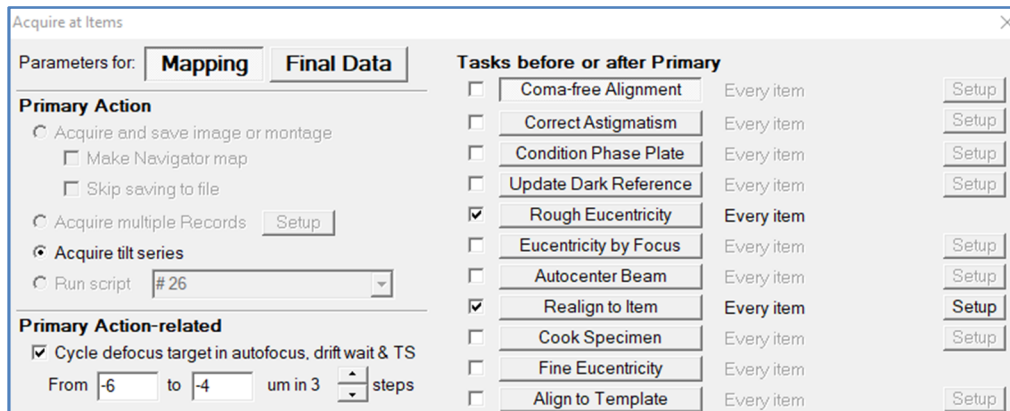 Acquire at Items
Parameters for: Mapping Final Data
Primary Action
Acquire and save image or montage
Make Navigator map
Skip saving to file
Acquire multiple Records Setup
Acquire tilt series
Run script # 26
Primary Action-related
Cycle defocus target in autofocus, drift wait & TS
From -6 to -4 um in 3 steps
Tasks before or after Primary
Coma-free Alignment Every item Setup
Correct Astigmatism Every item Setup
Condition Phase Plate Every item Setup
Update Dark Reference Every item Setup
Rough Eucentricity Every item
Eucentricity by Focus Every item Setup
Autocenter Beam Every item Setup
Realign to Item Every item Setup
Cook Specimen Every item Setup
Fine Eucentricity Every item
Align to Template Every item Setup